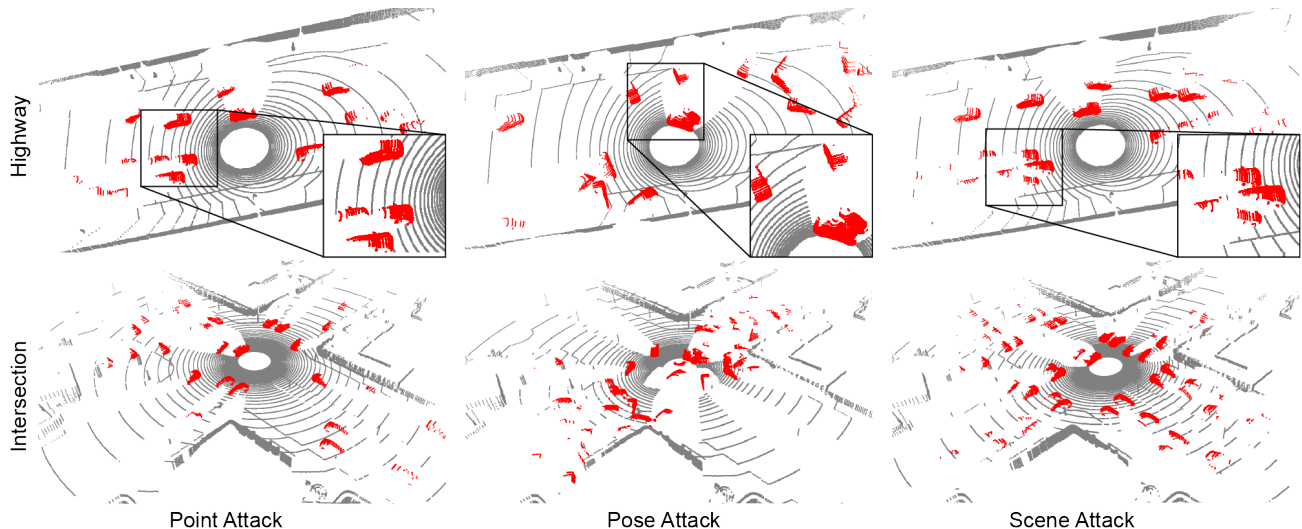 Highway
Intersection
Point Attack
Pose Attack
Scene Attack